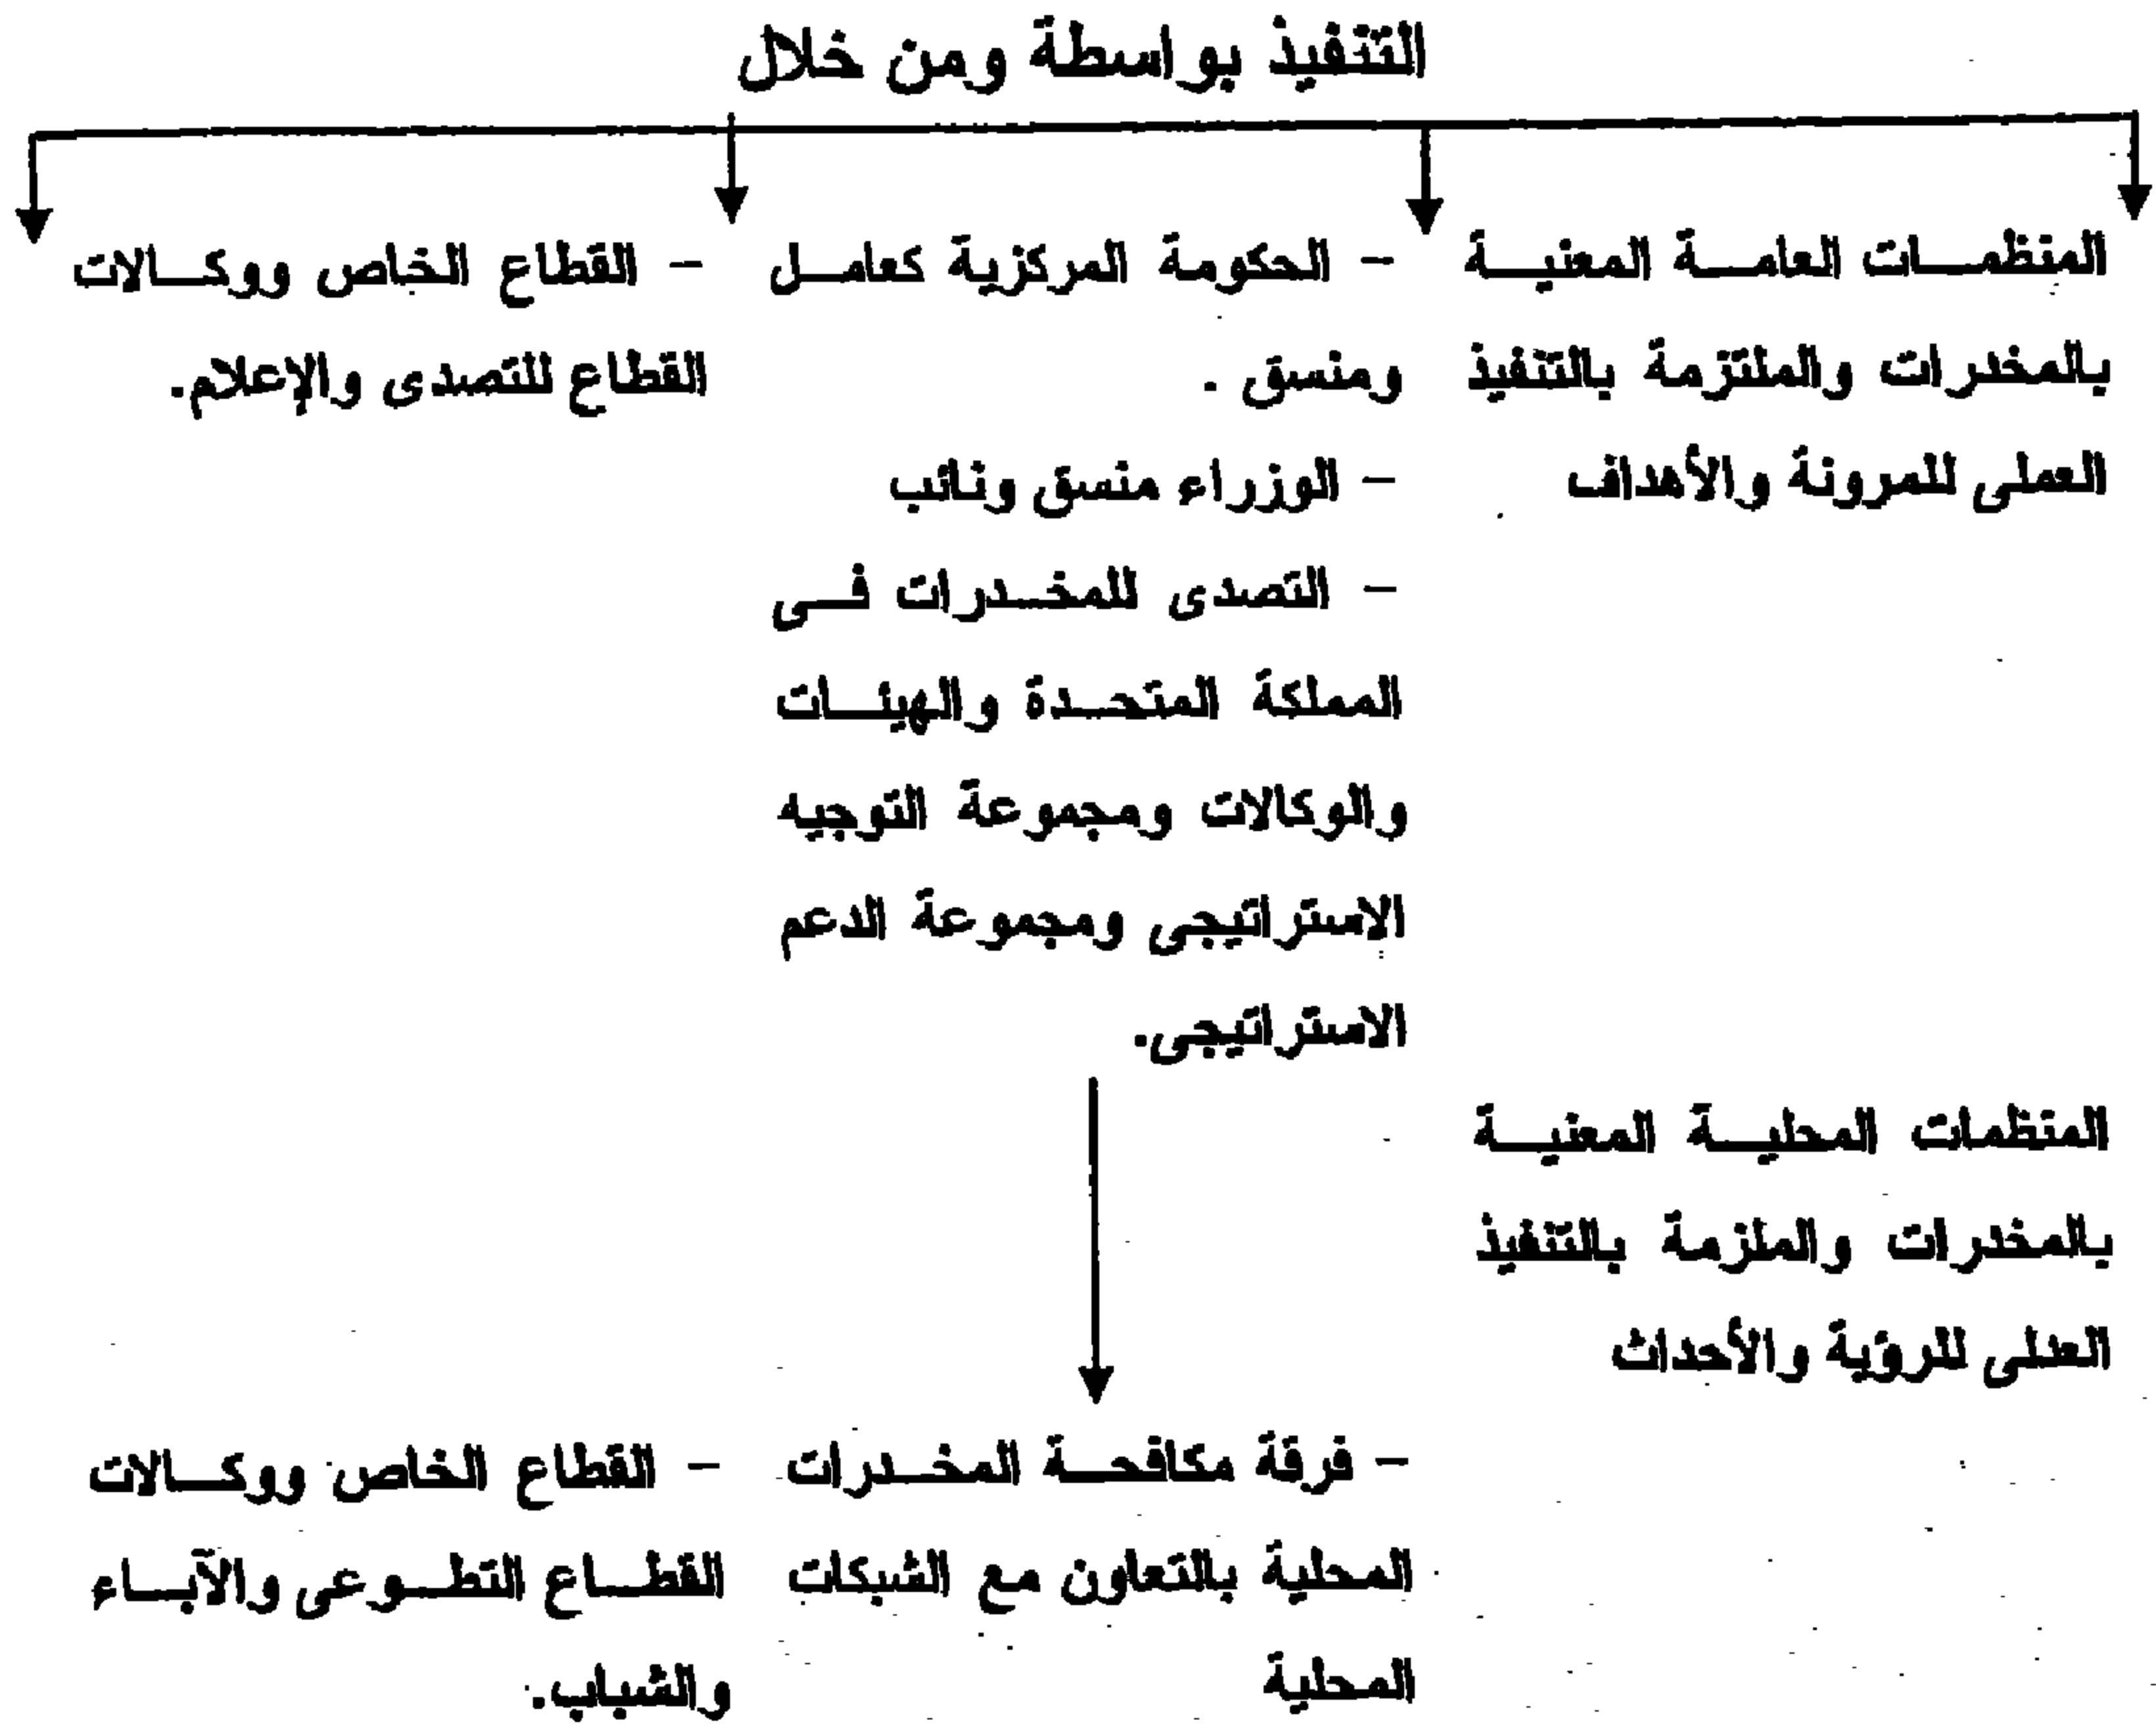 التنفيذ بواسطة ومن خلال
المنظمات العامة المعنية
بالمخدرات والملتزمة بالتنفيذ
العملى للمرونة والأهداف
- الحكومة المركزية كعامل
ومنسق .
- الوزراء منسق ونائب
- التصدى للمخدرات فى
المملكة المتحدة والهيئات
والوكالات ومجموعة التوجيه
الاستراتيجى ومجموعة الدعم
الاستراتيجى.
- القطاع الخاص ووكالات
القطاع للتصدى والإعلام.
المنظمات المحلية المعنية
بالمخدرات والملزمة بالتنفيذ
العملى للرؤية والأحداث
- فرقة مكافحة المخدرات
المحلية بالتعاون مع الشبكات
المحلية
- القطاع الخاص ووكالات
القطاع التطوعى والآباء
والشباب.